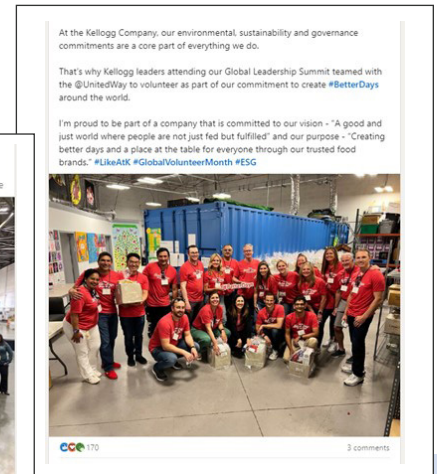 At the Kellogg Company, our environmental, sustainability and governance
commitments are a core part of everything we do.
That's why Kellogg leaders attending our Global Leadership Summit teamed with
the @UnitedWay to volunteer as part of our commitment to create #BetterDays
around the world.
I'm proud to be part of a company that is committed to our vision - "A good and
just world where people are not just fed but fulfilled" and our purpose - "Creating
better days and a place at the table for everyone through our trusted food
brands." #LikeAtK #GlobalVolunteerMonth #ESG
170
3 comments